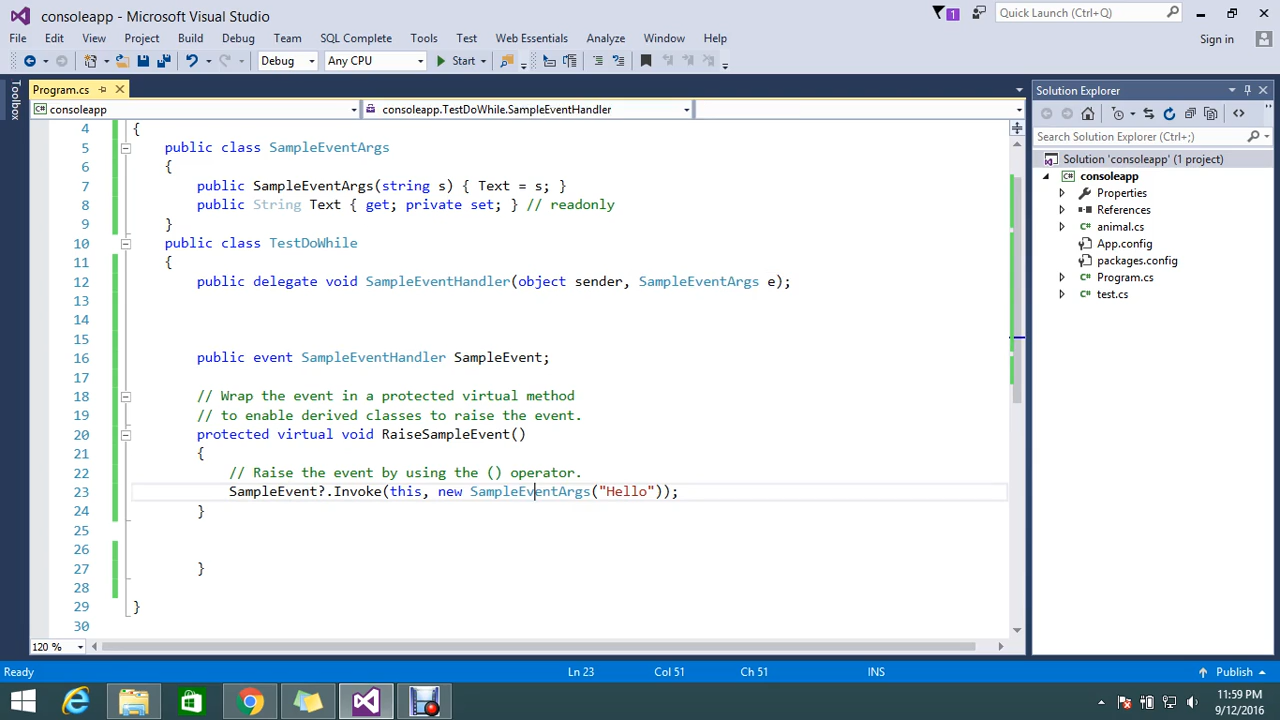 consoleapp - Microsoft Visual Studio
1
Quick Launch (Ctrl+Q)
File Edit View Project Build Debug Team SQL Complete Tools Test Web Essentials Analyze Window Help
Sign in
Debug Any CPU Start
Toolbox
Program.cs
consoleapp
consoleapp.TestDoWhile.SampleEventHandler
4 {
5 public class SampleEventArgs
6 {
7 public SampleEventArgs(string s) { Text = s; }
8 public String Text { get; private set; } // readonly
9 }
10 public class TestDoWhile
11 {
12 public delegate void SampleEventHandler(object sender, SampleEventArgs e);
13
14
15
16 public event SampleEventHandler SampleEvent;
17
18 // Wrap the event in a protected virtual method
19 // to enable derived classes to raise the event.
20 protected virtual void RaiseSampleEvent()
21 {
22 // Raise the event by using the () operator.
23 SampleEvent?.Invoke(this, new SampleEventArgs("Hello"));
24 }
25
26
27 }
28
29 }
30
120 %
Solution Explorer
Search Solution Explorer (Ctrl+;)
Solution 'consoleapp' (1 project)
consoleapp
Properties
References
animal.cs
App.config
packages.config
Program.cs
test.cs
Ready Ln 23 Col 51 Ch 51 INS Publish
11:59 PM
9/12/2016